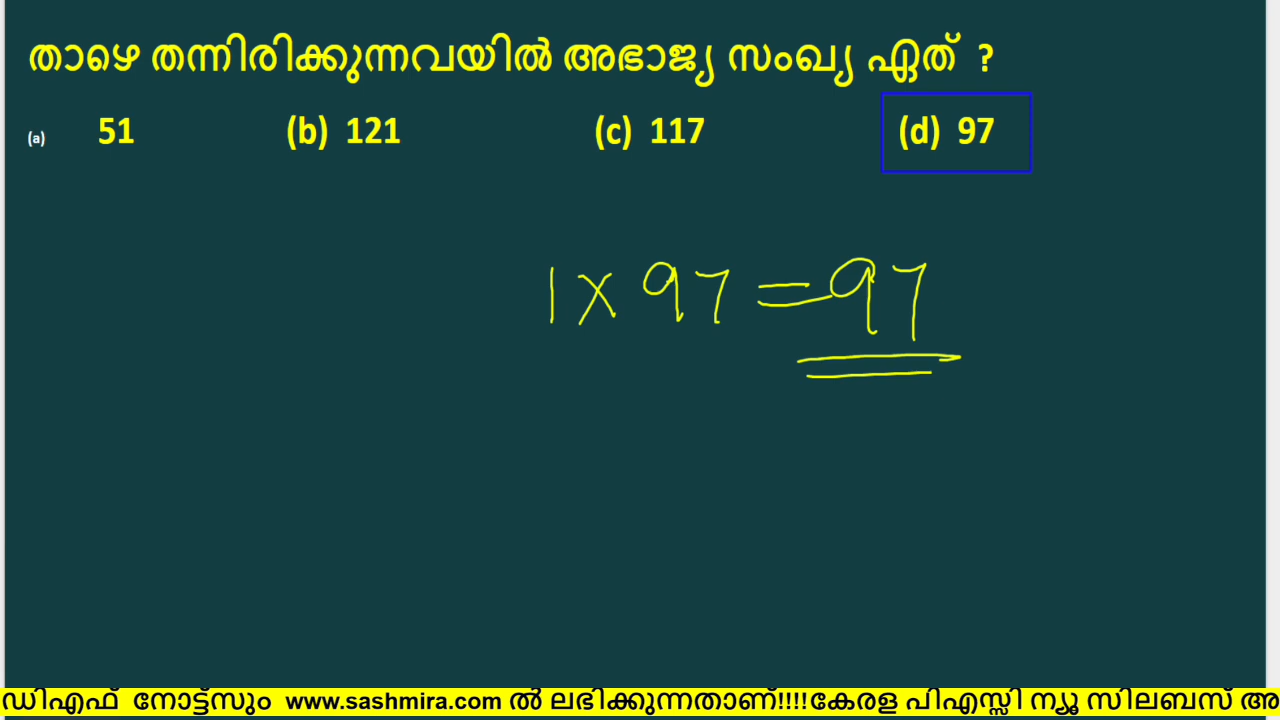 താഴെ തന്നിരിക്കുന്നവയിൽ അഭാജ്യ സംഖ്യ ഏത് ?
(a) 51 (b) 121 (c) 117 (d) 97
1 x 97 = 97
ഡിഎഫ് നോട്ട്സും www.sashmira.com ൽ ലഭിക്കുന്നതാണ്!!!!കേരള പിഎസ്സി ന്യൂ സിലബസ് അ